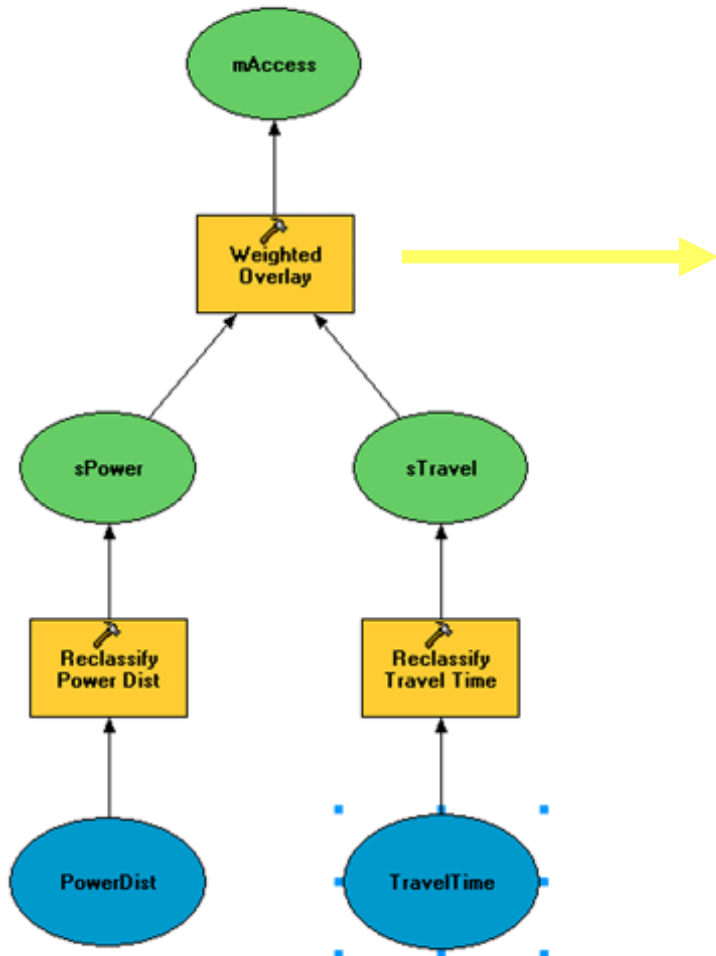 mAccess
Weighted
Overlay
sPower
sTravel
Reclassify
Power Dist
Reclassify
Travel Time
PowerDist
TravelTime